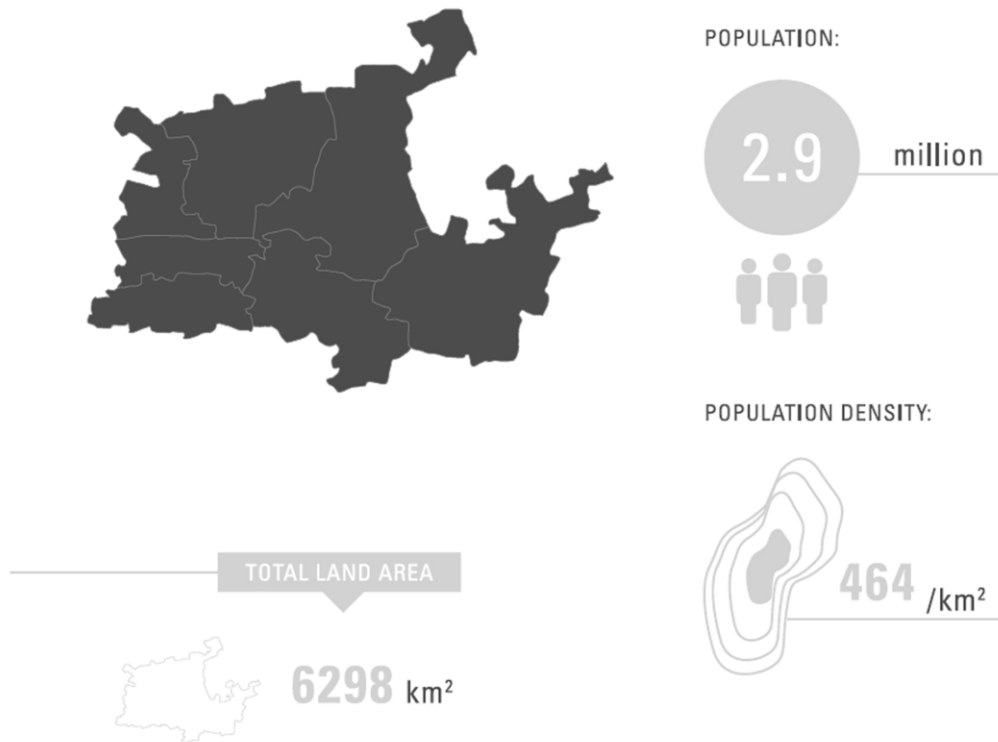 POPULATION:
2.9
million
POPULATION DENSITY:
464 /km²
TOTAL LAND AREA
6298 km²